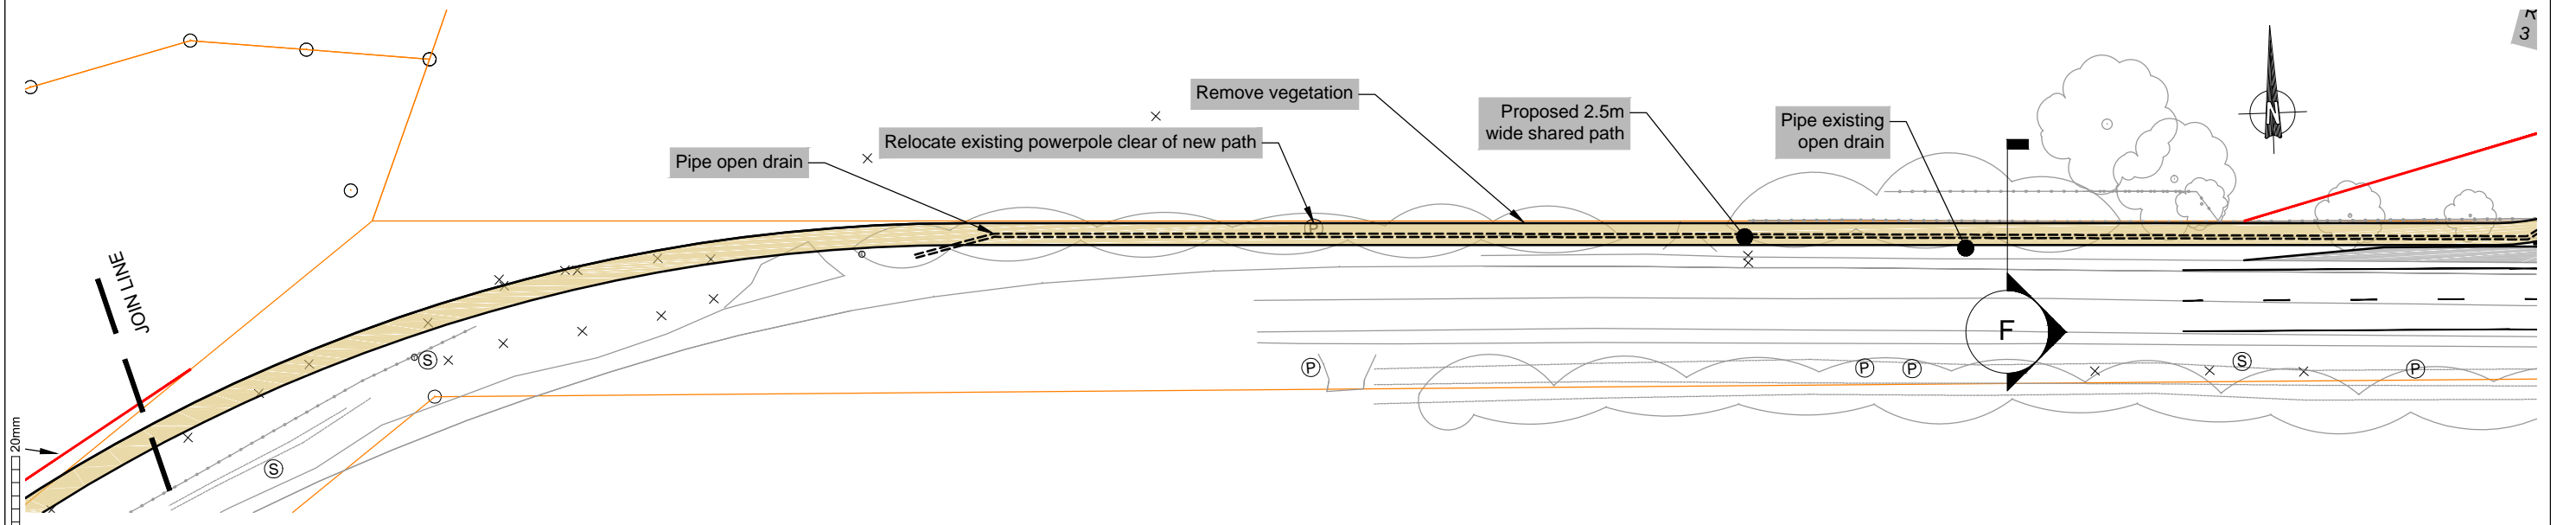 3
Remove vegetation
Proposed 2.5m
wide shared path
Pipe existing
open drain
N
Relocate existing powerpole clear of new path
Pipe open drain
P
JOIN LINE
F
S
P
P
P
S
P
S
20mm